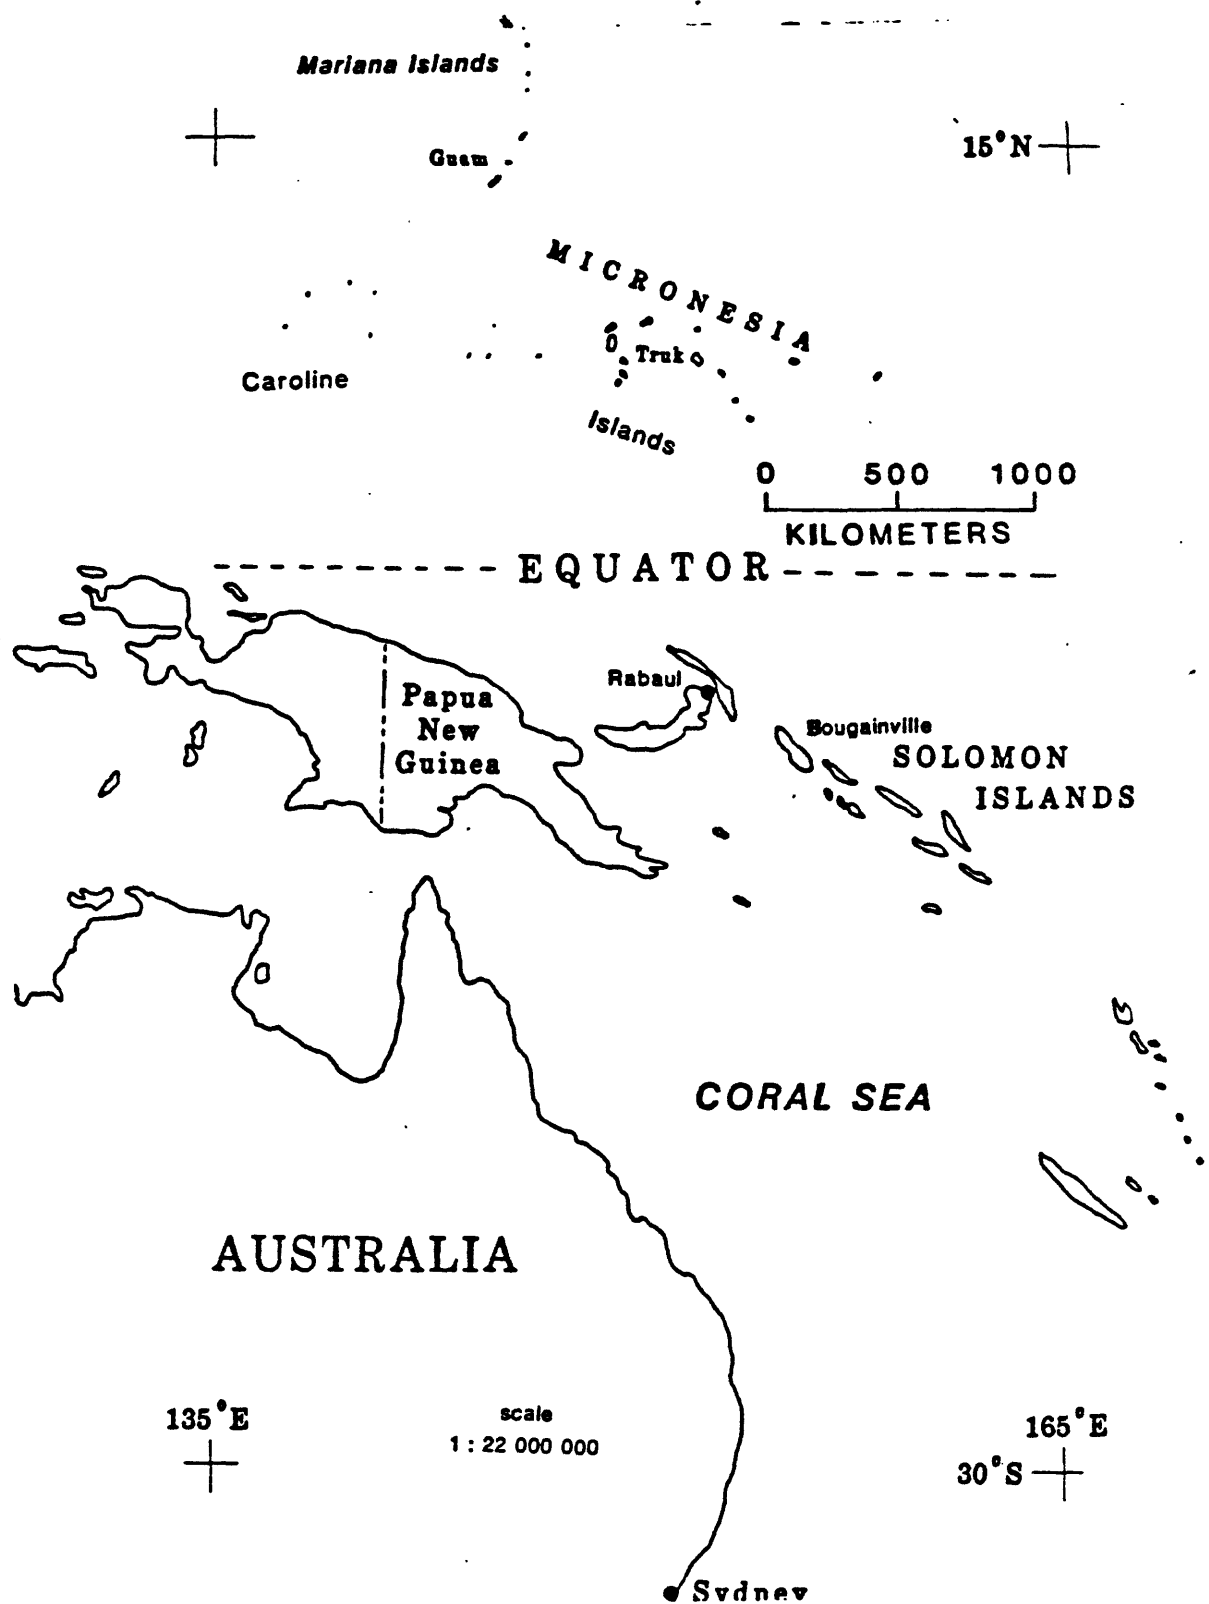 Mariana Islands
15°N
Guam
MICRONESIA
Truk
Caroline
Islands
0 500 1000
KILOMETERS
EQUATOR
Rabaul
Papua
New
Guinea
Bougainville
SOLOMON
ISLANDS
CORAL SEA
AUSTRALIA
135°E
scale
1 : 22 000 000
165°E
30°S
Sydney